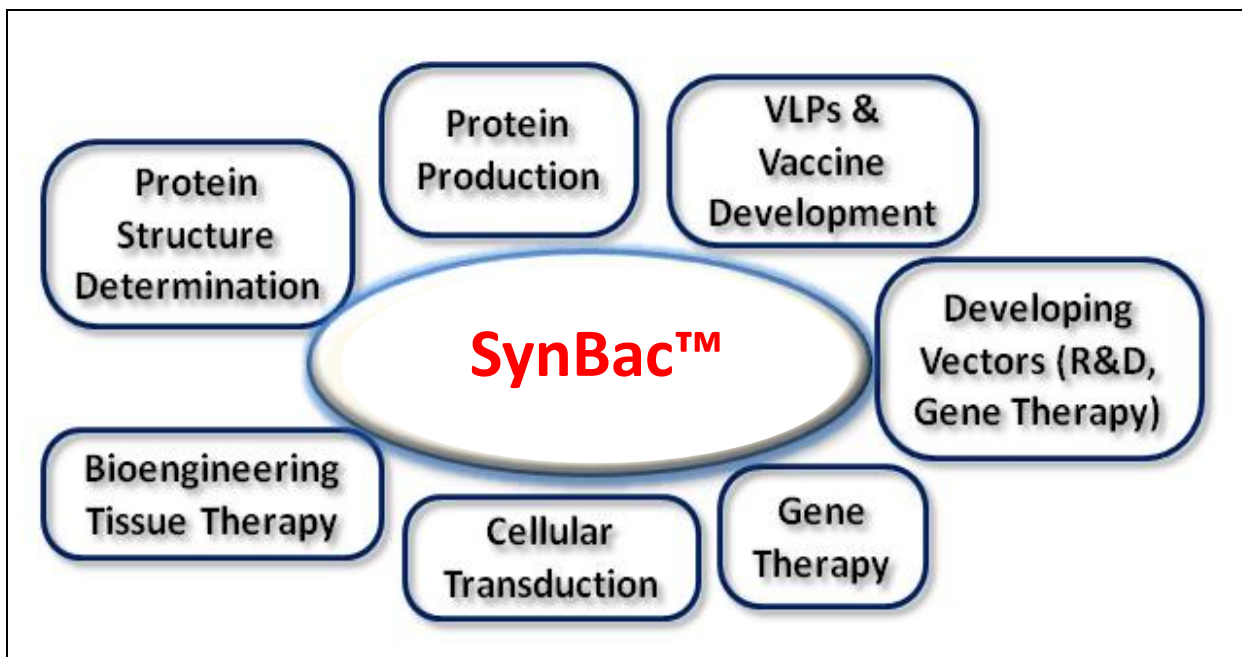 Protein
Production
VLPs &
Vaccine
Development
Protein
Structure
Determination
Developing
Vectors (R&D,
Gene Therapy)
SynBac™
Bioengineering
Tissue Therapy
Cellular
Transduction
Gene
Therapy